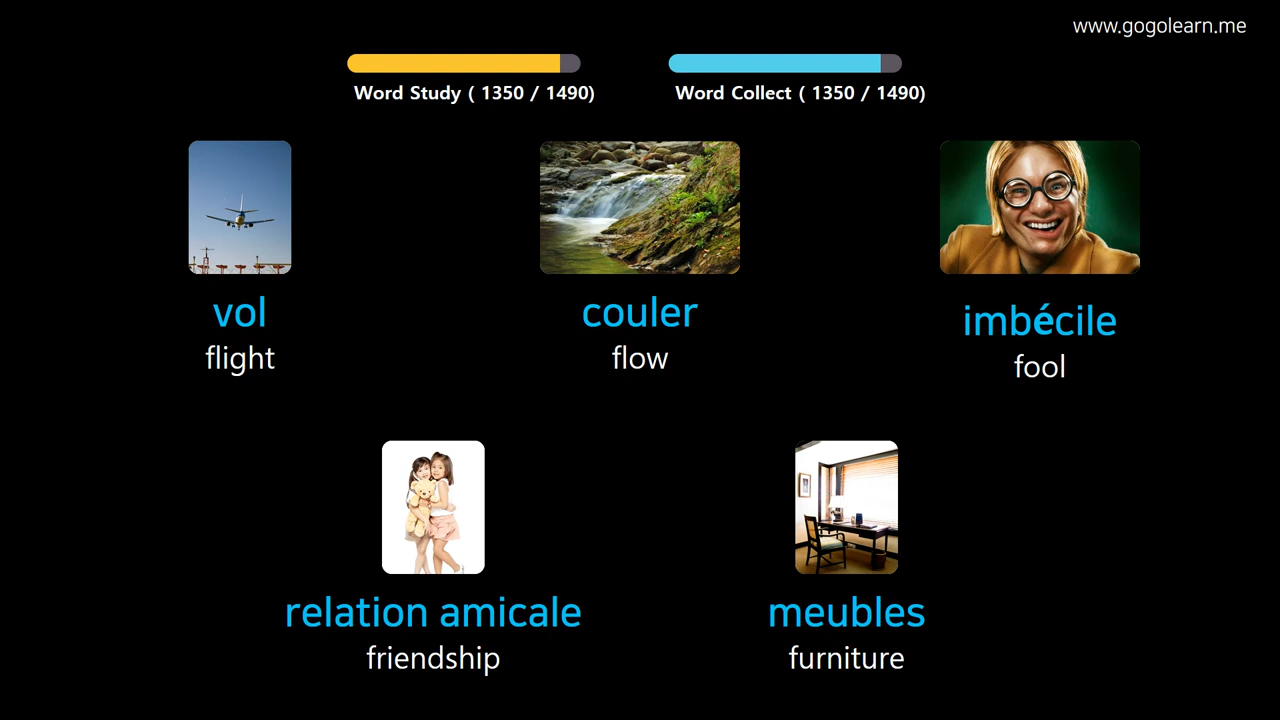 www.gogolearn.me
Word Study ( 1350 / 1490)
Word Collect ( 1350 / 1490)
vol
flight
couler
flow
imbécile
fool
relation amicale
friendship
meubles
furniture